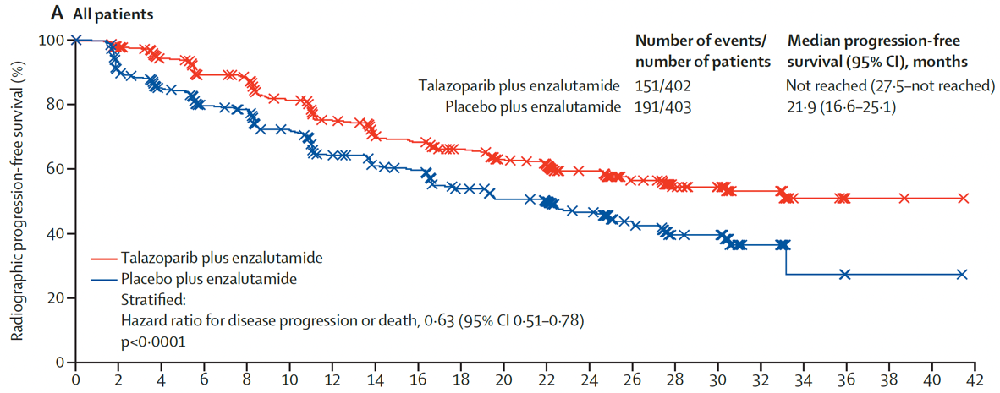 A All patients
Number of events/
number of patients
Median progression-free
survival (95% CI), months
Talazoparib plus enzalutamide 151/402 Not reached (27·5–not reached)
Placebo plus enzalutamide 191/403 21·9 (16·6–25·1)
Radiographic progression-free survival (%)
100
80
60
40
20
0
Talazoparib plus enzalutamide
Placebo plus enzalutamide
Stratified:
Hazard ratio for disease progression or death, 0·63 (95% CI 0·51–0·78)
p<0·0001
0 2 4 6 8 10 12 14 16 18 20 22 24 26 28 30 32 34 36 38 40 42